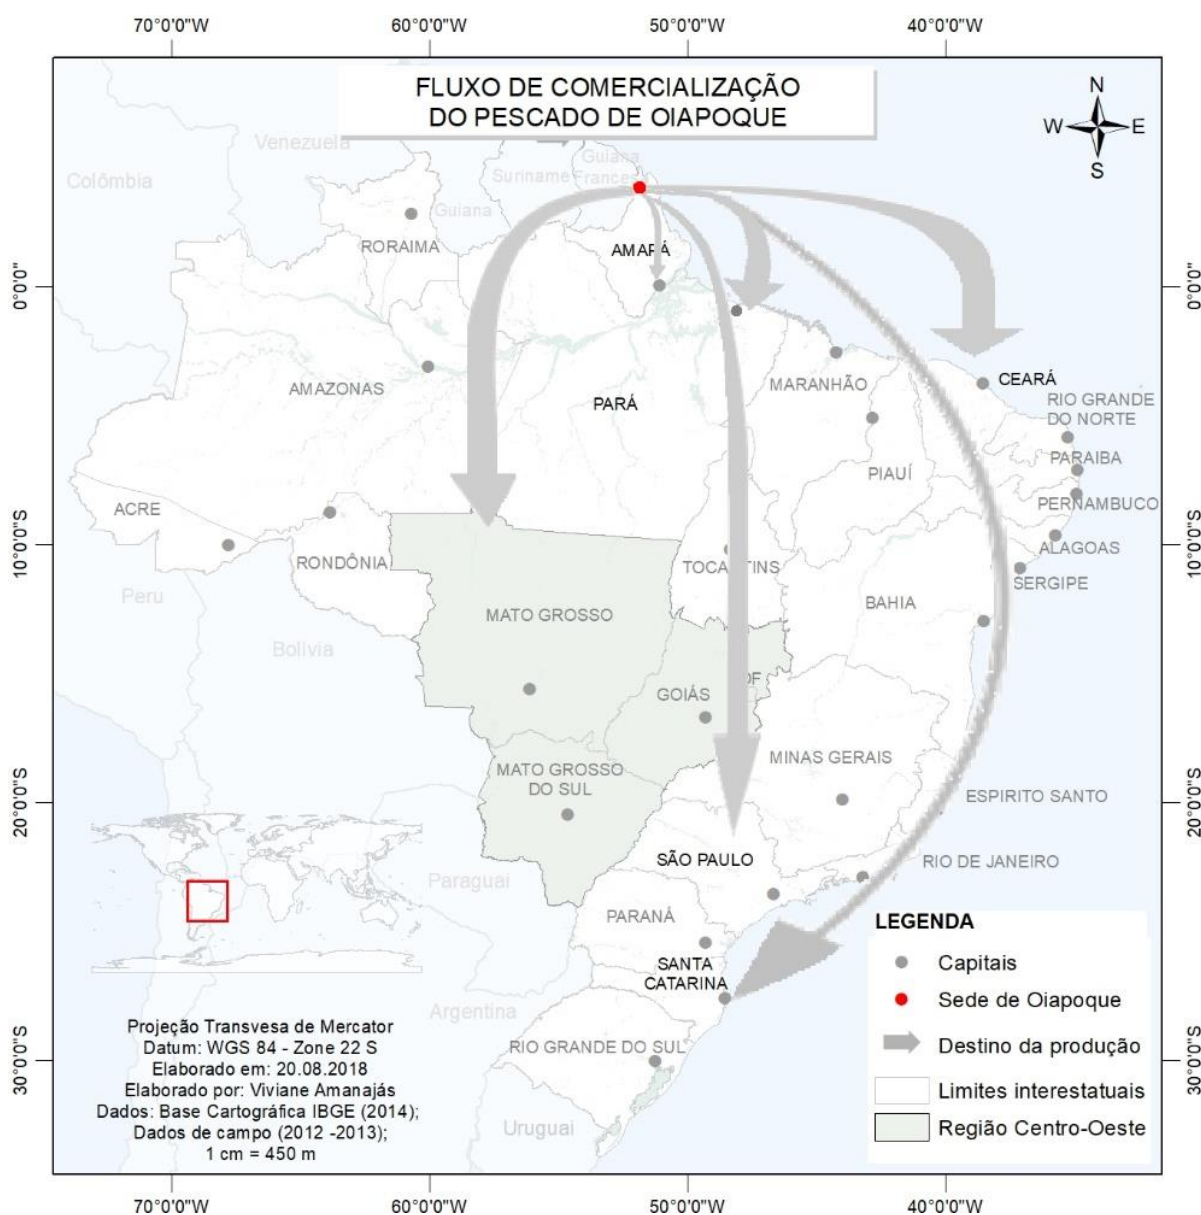 70°0'0"W 60°0'0"W 50°0'0"W 40°0'0"W
FLUXO DE COMERCIALIZAÇÃO
DO PESCADO DE OIAPOQUE
N
W E
S
Venezuela
Colômbia
Guiana
Suriname Francesa
Guiana
RORAIMA
AMAPÁ
0°0'0" 0°0'0"
AMAZONAS
PARÁ
MARANHÃO
CEARÁ
RIO GRANDE
DO NORTE
PARAIBA
PIAUÍ
PERNAMBUCO
ACRE
10°0'0"S 10°0'0"S
RONDÔNIA
TOCANTINS
ALAGOAS
SERGIPE
BAHIA
Peru
MATO GROSSO
Bolívia
DF
GOIÁS
MINAS GERAIS
MATO GROSSO
DO SUL
20°0'0"S 20°0'0"S
ESPIRITO SANTO
SÃO PAULO
RIO DE JANEIRO
Paraguai
PARANÁ
SANTA
CATARINA
Argentina
RIO GRANDE DO SUL
Uruguai
30°0'0"S 30°0'0"S
Projeção Transvesa de Mercator
Datum: WGS 84 - Zone 22 S
Elaborado em: 20.08.2018
Elaborado por: Viviane Amanajás
Dados: Base Cartográfica IBGE (2014);
Dados de campo (2012 -2013);
1 cm = 450 m
LEGENDA
Capitais
Sede de Oiapoque
Destino da produção
Limites interestatuais
Região Centro-Oeste
70°0'0"W 60°0'0"W 50°0'0"W 40°0'0"W